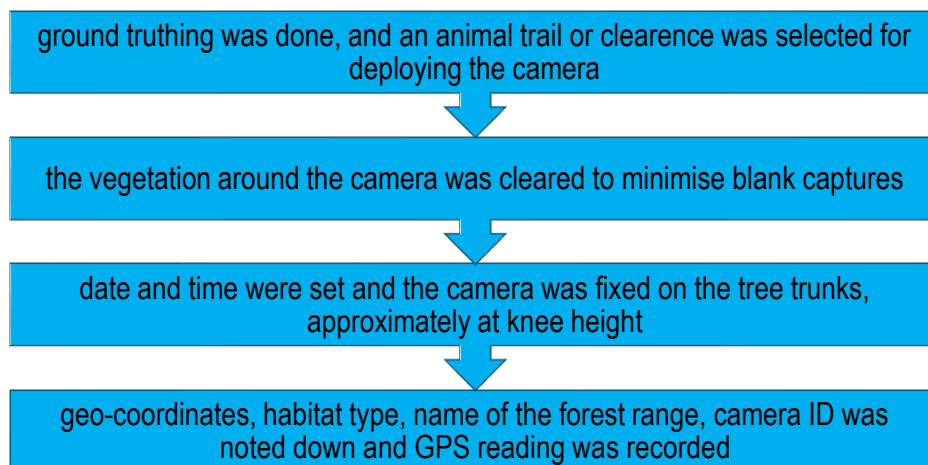 ground truthing was done, and an animal trail or clearence was selected for
deploying the camera
the vegetation around the camera was cleared to minimise blank captures
date and time were set and the camera was fixed on the tree trunks,
approximately at knee height
geo-coordinates, habitat type, name of the forest range, camera ID was
noted down and GPS reading was recorded